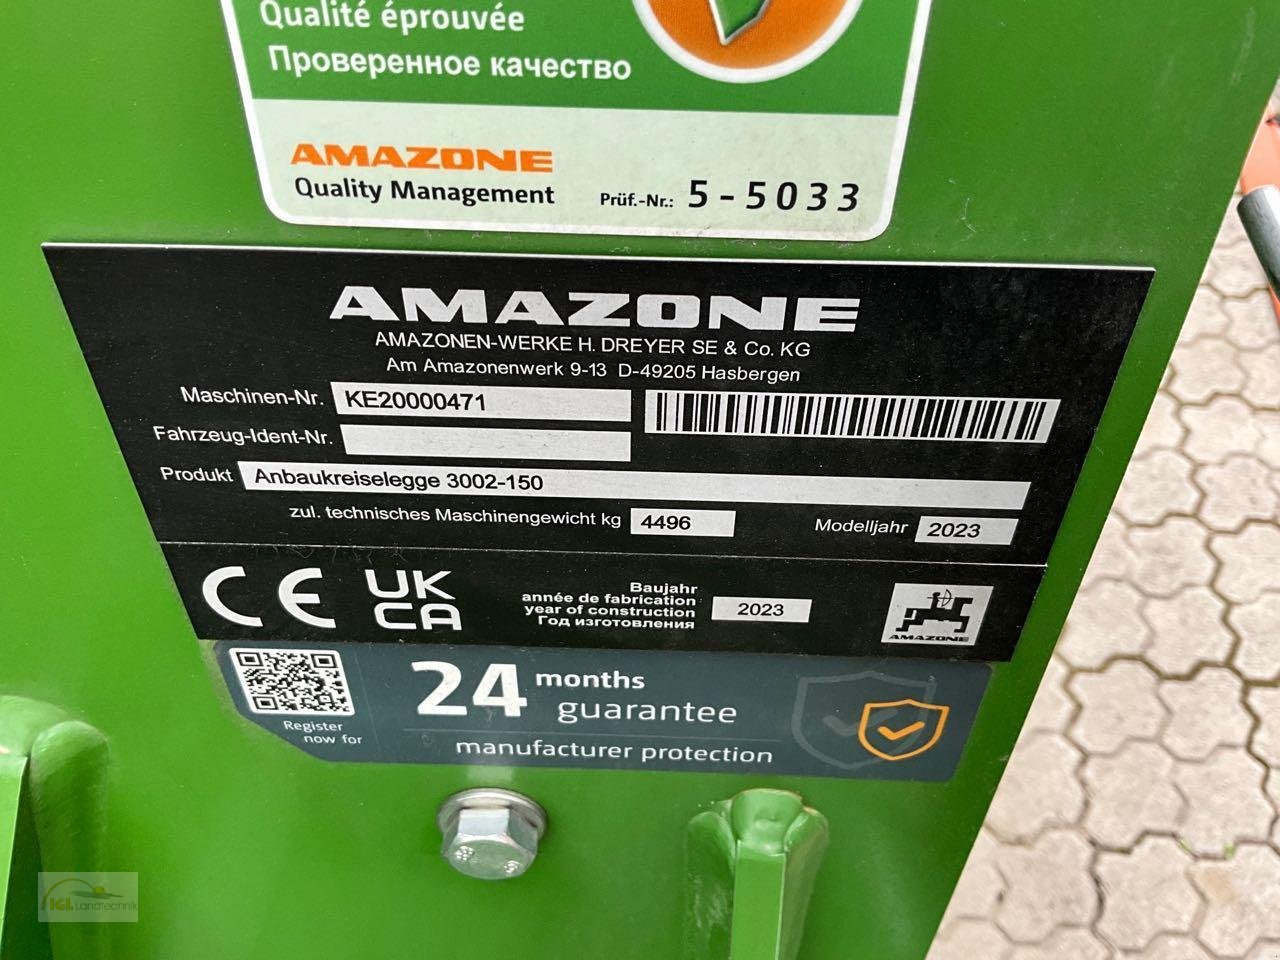 Qualité éprouvée
Проверенное качество
AMAZONE
Quality Management
Prüf.-Nr.: 5-5033
AMAZONE
AMAZONEN-WERKE H. DREYER SE & Co. KG
Am Amazonenwerk 9-13 D-49205 Hasbergen
Maschinen-Nr. KE20000471
Fahrzeug-Ident-Nr.
Produkt Anbaukreiselegge 3002-150
zul. technisches Maschinengewicht kg 4496
Modelljahr 2023
CE
UK
CA
Baujahr
année de fabrication
year of construction
Год изготовления
2023
AMAZONE
Register
now for
24 months
guarantee
manufacturer protection
IGL Landtechnik